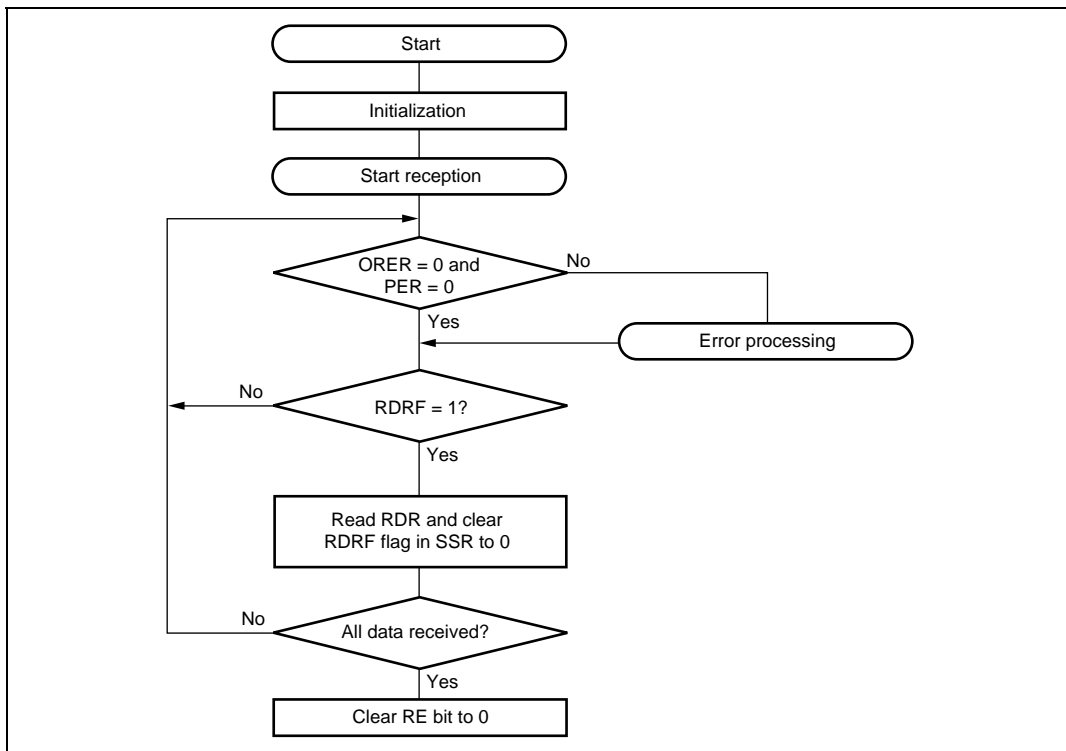 Start
Initialization
Start reception
ORER = 0 and
PER = 0
No
Yes
Error processing
No
RDRF = 1?
Yes
Read RDR and clear
RDRF flag in SSR to 0
No
All data received?
Yes
Clear RE bit to 0